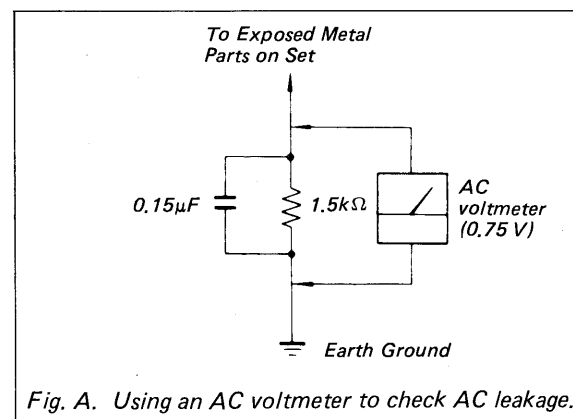 To Exposed Metal
Parts on Set
0.15µF
1.5kΩ
AC
voltmeter
(0.75 V)
Earth Ground
Fig. A. Using an AC voltmeter to check AC leakage.